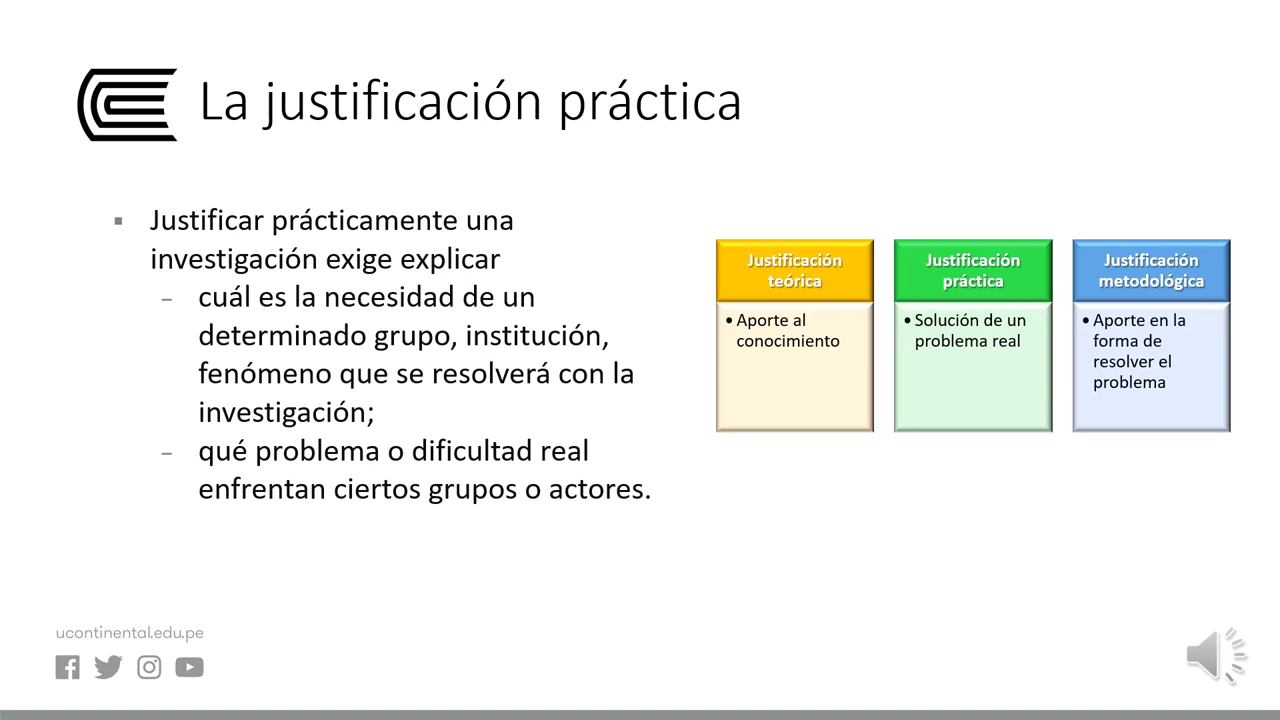 La justificación práctica
▪ Justificar prácticamente una
investigación exige explicar
– cuál es la necesidad de un
determinado grupo, institución,
fenómeno que se resolverá con la
investigación;
– qué problema o dificultad real
enfrentan ciertos grupos o actores.
Justificación
teórica
• Aporte al
conocimiento
Justificación
práctica
• Solución de un
problema real
Justificación
metodológica
• Aporte en la
forma de
resolver el
problema
ucontinental.edu.pe